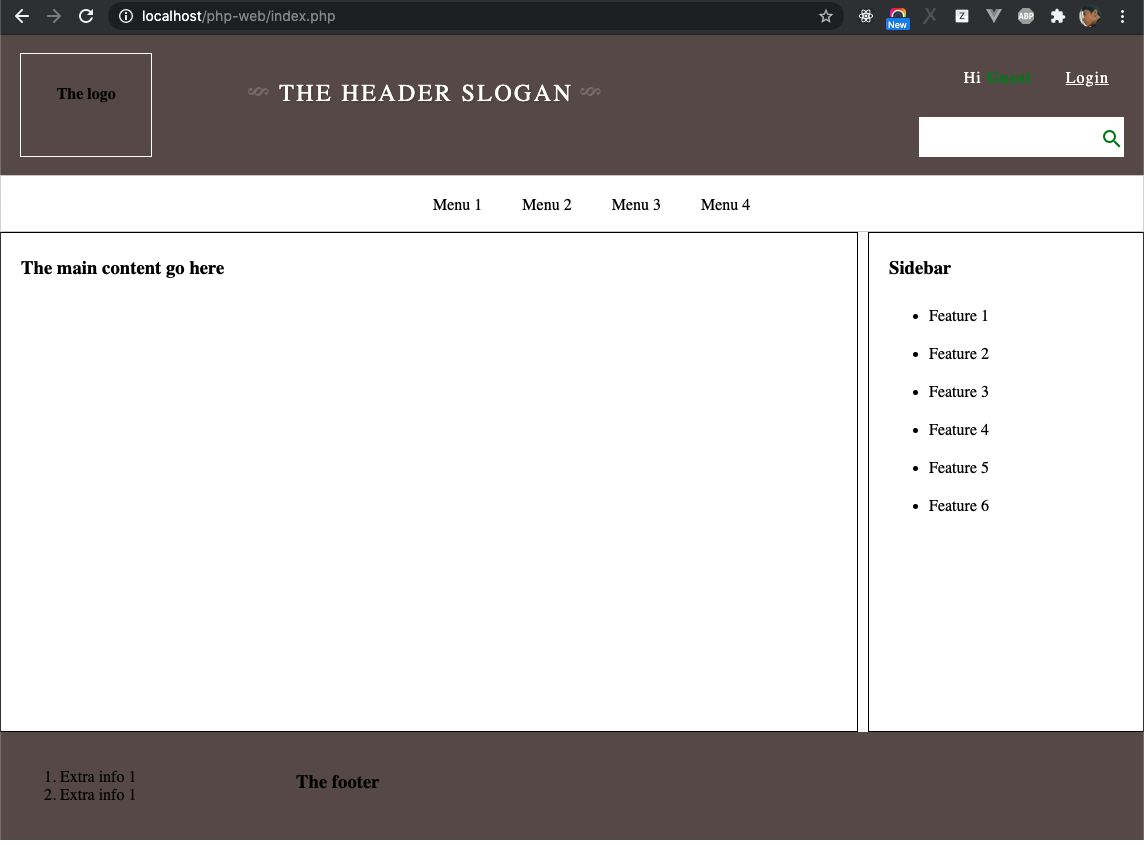 localhost/php-web/index.php
New
X
Z
V
ABP
The logo
THE HEADER SLOGAN
Hi Guest Login
Menu 1 Menu 2 Menu 3 Menu 4
The main content go here
Sidebar
• Feature 1
• Feature 2
• Feature 3
• Feature 4
• Feature 5
• Feature 6
1. Extra info 1
2. Extra info 1
The footer